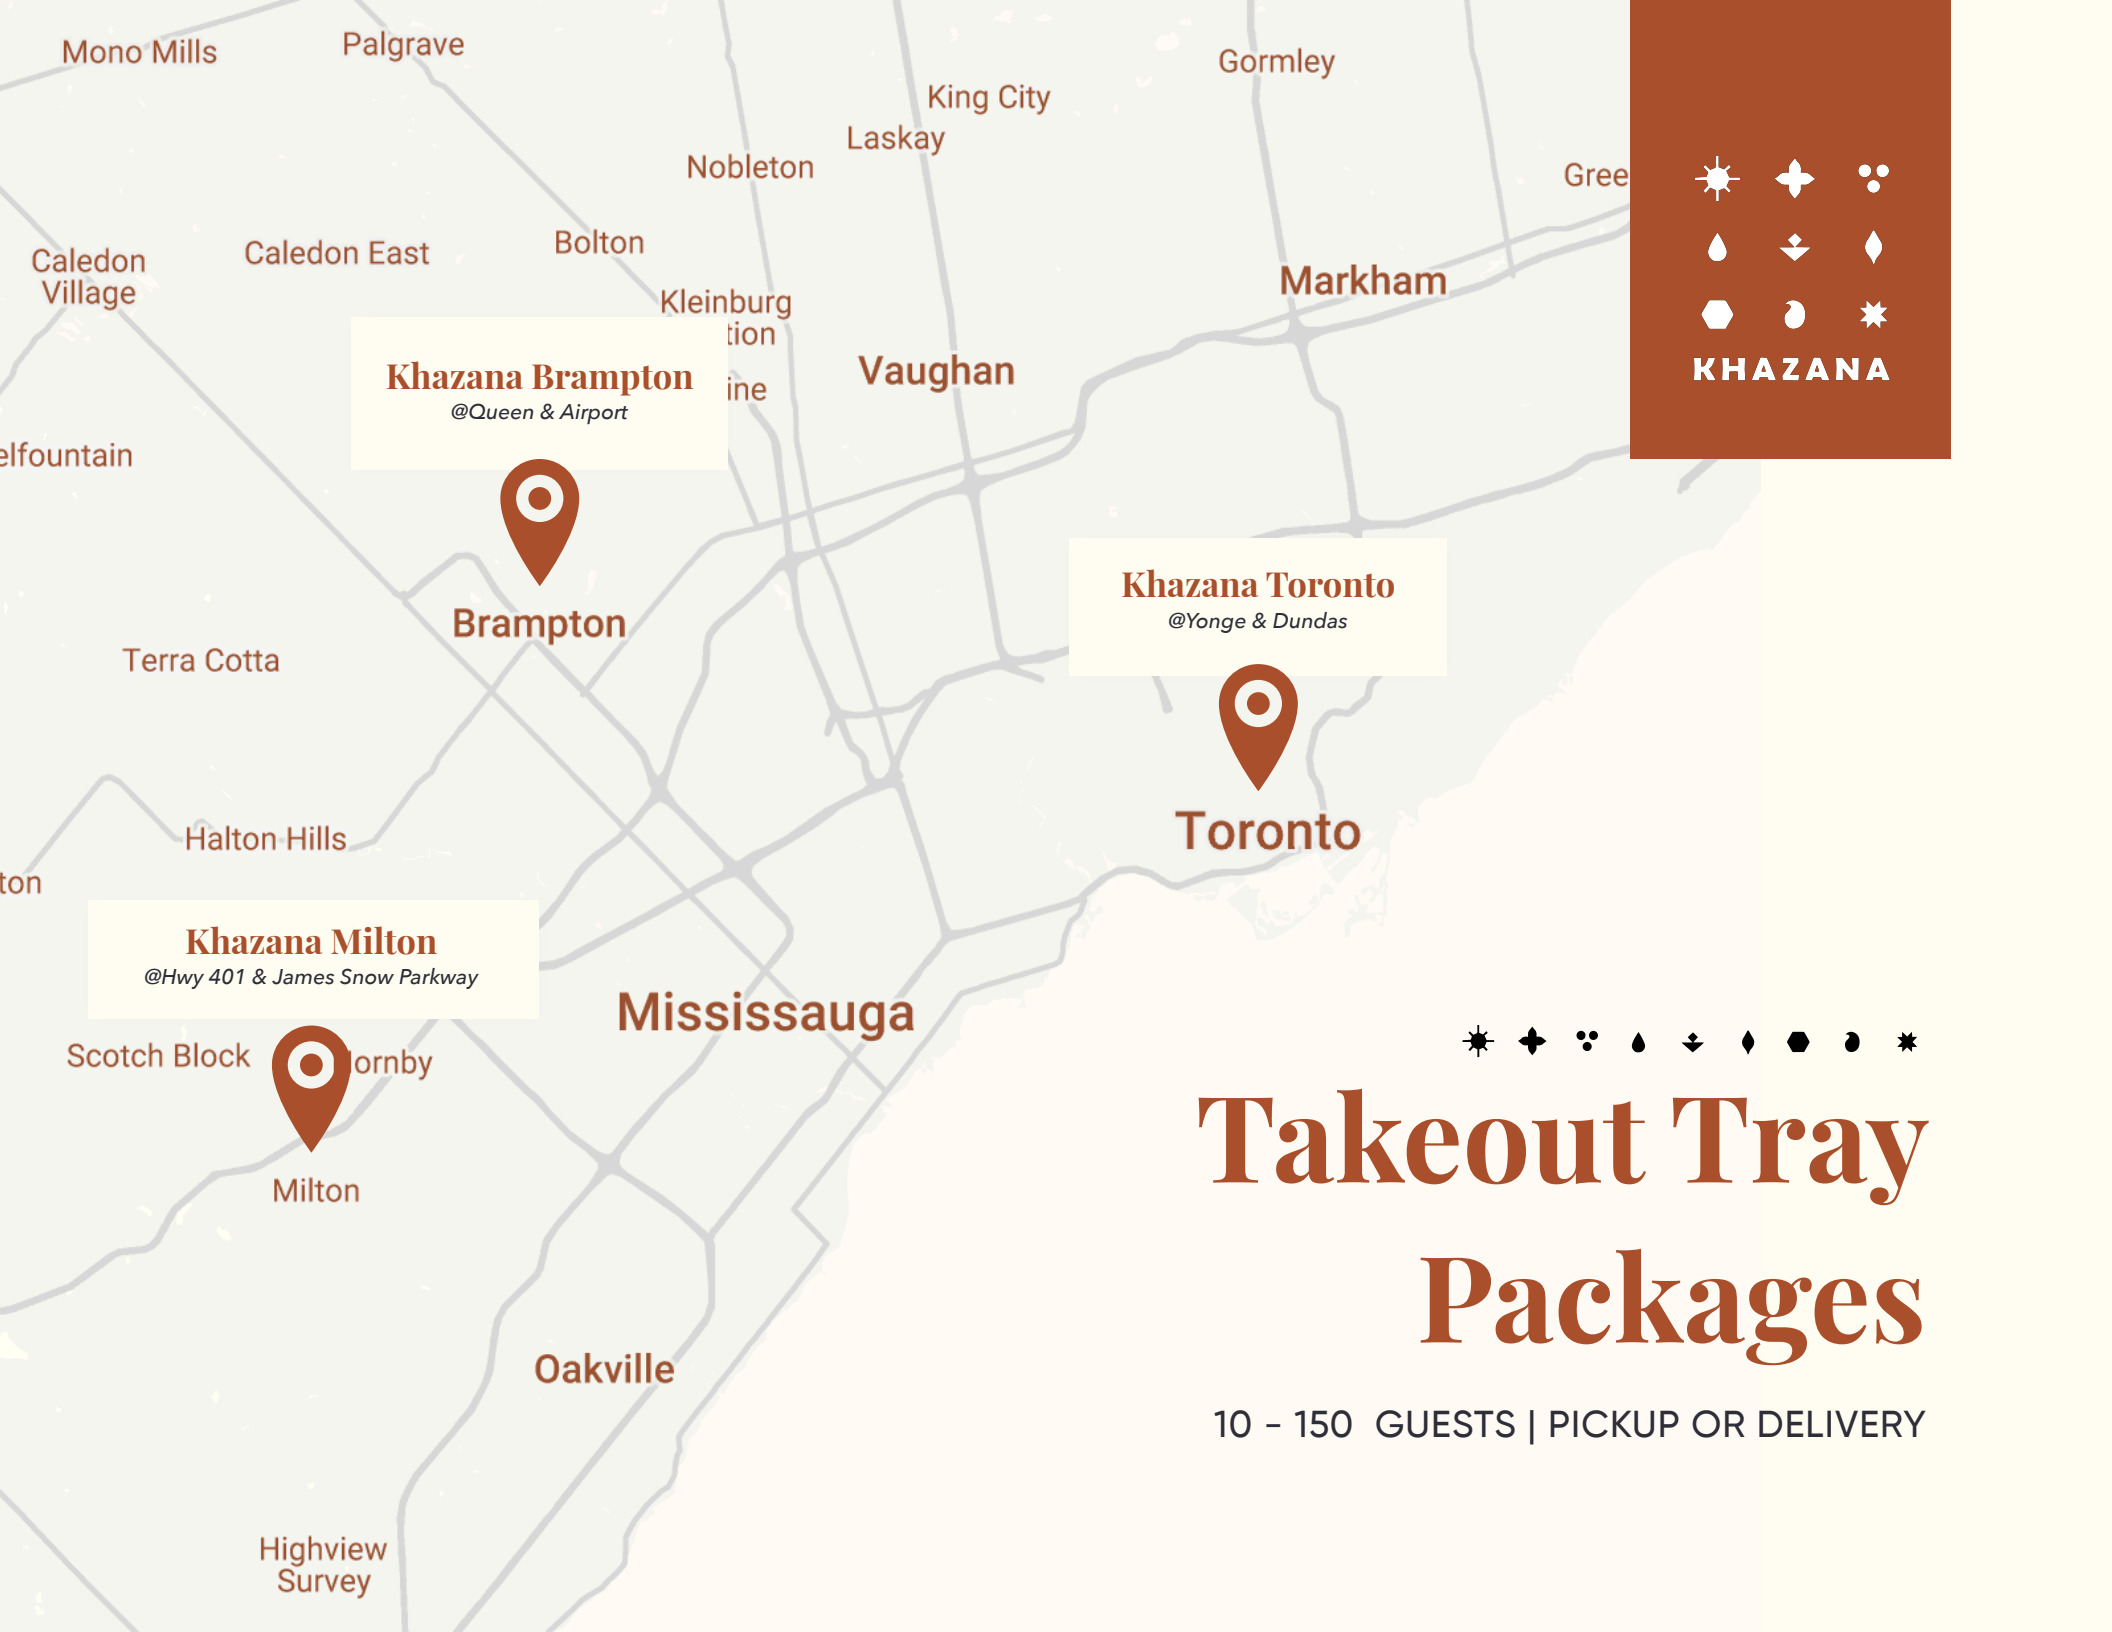 Mono Mills
Palgrave
Gormley
King City
Laskay
Nobleton
Gree
Caledon East
Bolton
Caledon
Village
Markham
Kleinburg
tion
Vaughan
ine
Khazana Brampton
@Queen & Airport
KHAZANA
elfountain
Khazana Toronto
@Yonge & Dundas
Brampton
Terra Cotta
Toronto
Halton Hills
ton
Khazana Milton
@Hwy 401 & James Snow Parkway
Mississauga
Scotch Block
ornby
Milton
Takeout Tray
Packages
10 - 150 GUESTS | PICKUP OR DELIVERY
Oakville
Highview
Survey